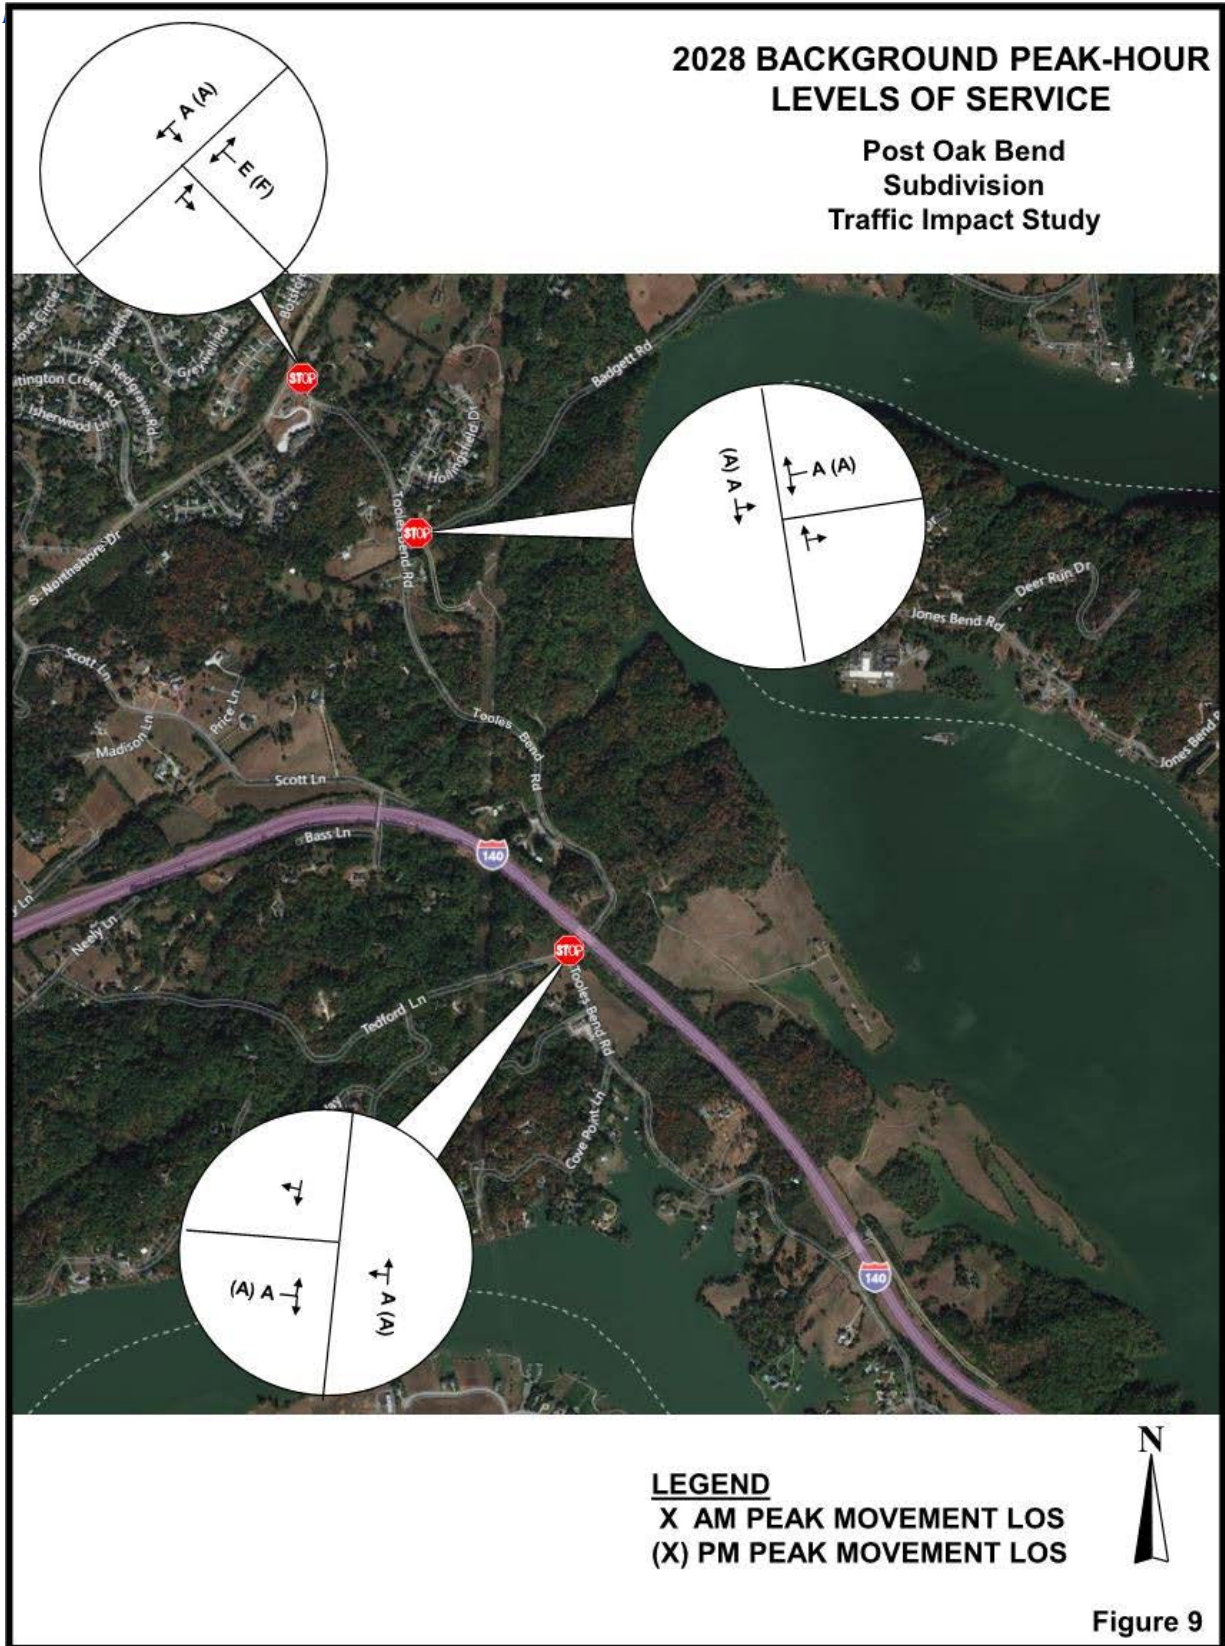 2028 BACKGROUND PEAK-HOUR
LEVELS OF SERVICE
Post Oak Bend
Subdivision
Traffic Impact Study
A (A)
E (F)
Greywell Rd
Redgrave Rd
Isherwood Ln
STOP
Badgett Rd
Hollingsfield Dr
(A) A
A (A)
STOP
Tooles Bend Rd
S. Northshore Dr
Deer Run Dr
Jones Bend Rd
Scott Ln
Price Ln
Madison Ln
Tooles Bend Rd
Jones Bend R
Scott Ln
Bass Ln
140
y Ln
Neely Ln
STOP
Tooles Bend Rd
Tedford Ln
Cove Point Ln
(A) A
A (A)
140
N
LEGEND
X AM PEAK MOVEMENT LOS
(X) PM PEAK MOVEMENT LOS
Figure 9